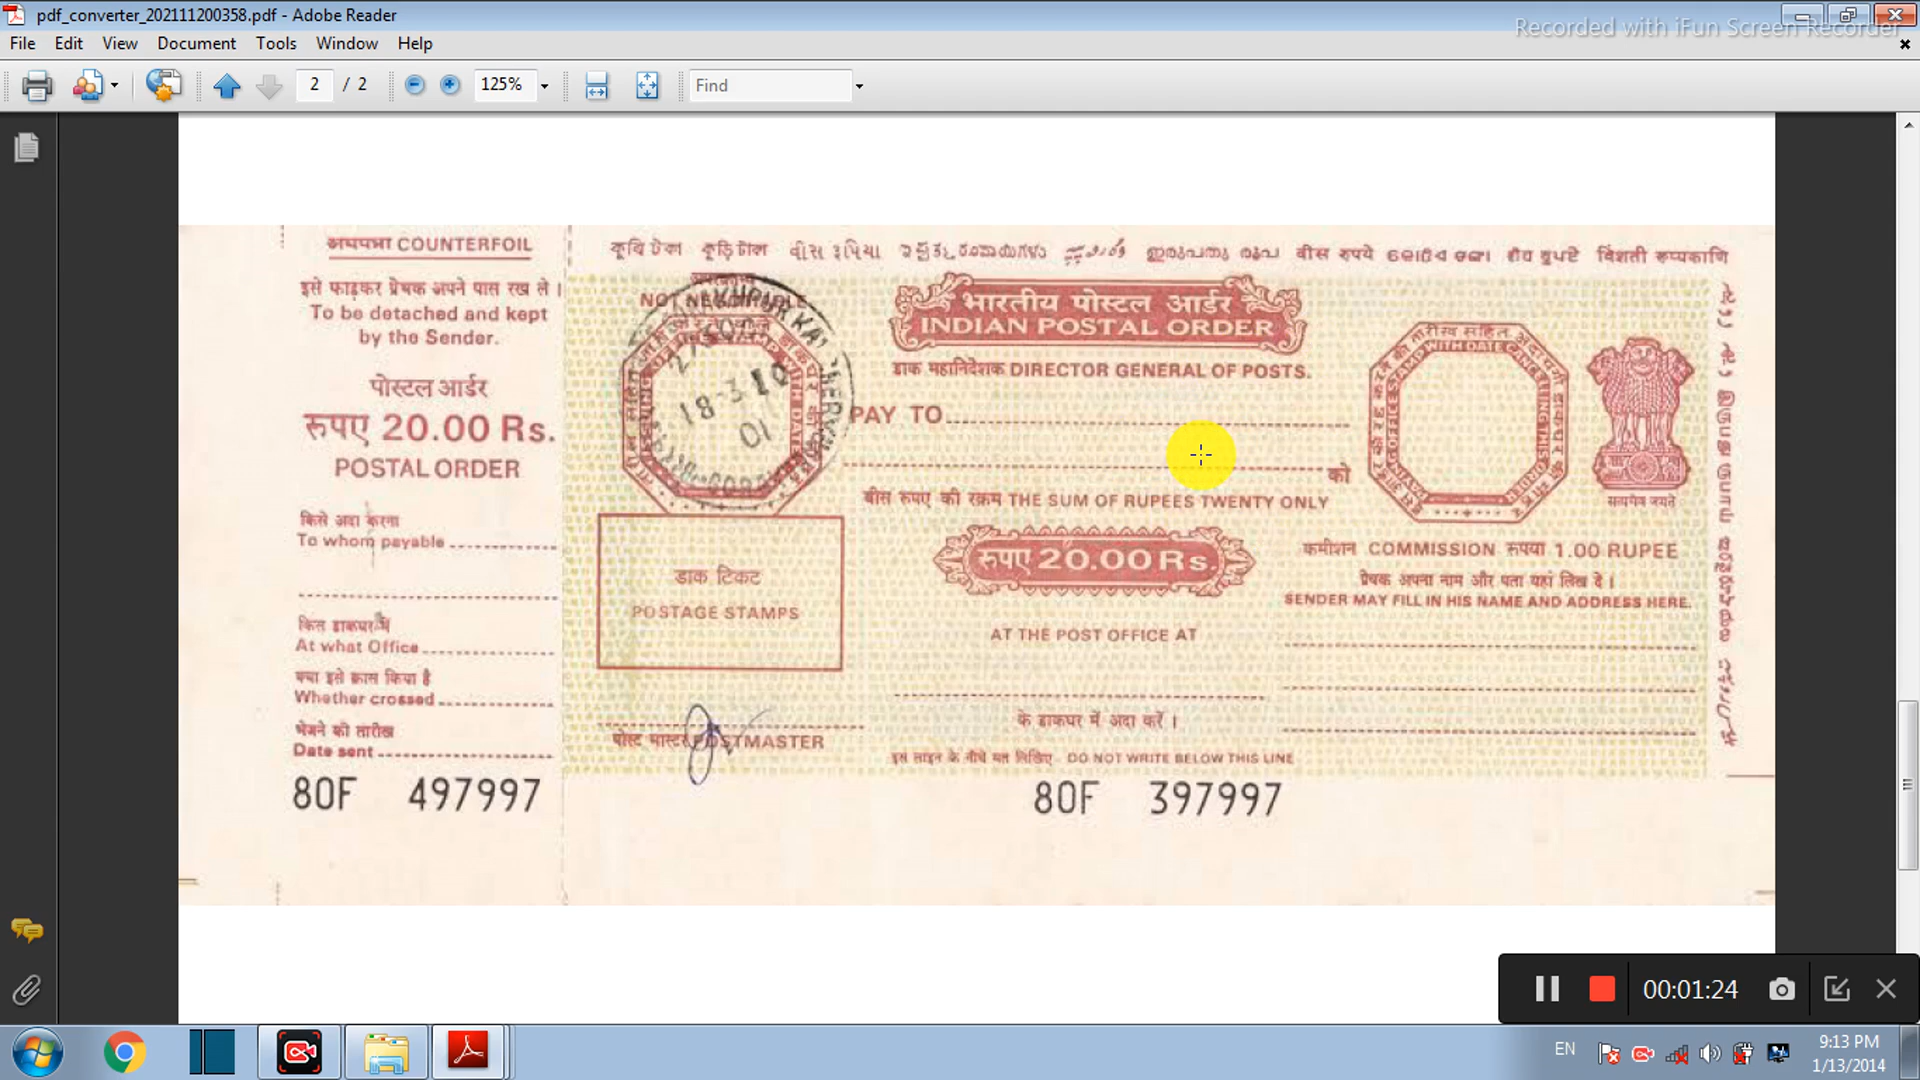 pdf_converter_202111200358.pdf - Adobe Reader
Recorded with iFun Screen Recorder
File Edit View Document Tools Window Help
2 / 2 125% Find
COUNTERFOIL
इसे फाड़कर प्रेषक अपने पास रख ले।
To be detached and kept
by the Sender.
पोस्टल आर्डर
रुपए 20.00 Rs.
POSTAL ORDER
किसे अदा करना
To whom payable
किस डाकघर में
At what Office
क्या इसे क्रास किया है
Whether crossed
भेजने की तारीख
Date sent
80F 497997
बीस रुपये
NOT NEGOTIABLE
18-3-10
01
डाक टिकट
POSTAGE STAMPS
पोस्ट मास्टर POSTMASTER
भारतीय पोस्टल आर्डर
INDIAN POSTAL ORDER
डाक महानिदेशक DIRECTOR GENERAL OF POSTS.
PAY TO
को
बीस रुपए की रक़म THE SUM OF RUPEES TWENTY ONLY
रुपए 20.00 Rs.
AT THE POST OFFICE AT
के डाकघर में अदा करें।
इस लाइन के नीचे मत लिखिए DO NOT WRITE BELOW THIS LINE
80F 397997
सत्यमेव जयते
कमीशन COMMISSION रुपया 1.00 RUPEE
प्रेषक अपना नाम और पता यहां लिख दे।
SENDER MAY FILL IN HIS NAME AND ADDRESS HERE.
00:01:24
EN
9:13 PM
1/13/2014